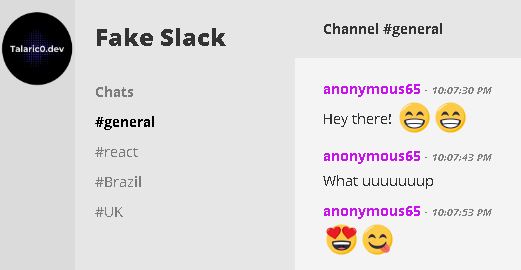 Talaric0.dev
Fake Slack
Chats
#general
#react
#Brazil
#UK
Channel #general
anonymous65 - 10:07:30 PM
Hey there! 😁😁
anonymous65 - 10:07:43 PM
What uuuuuuup
anonymous65 - 10:07:53 PM
😍😋